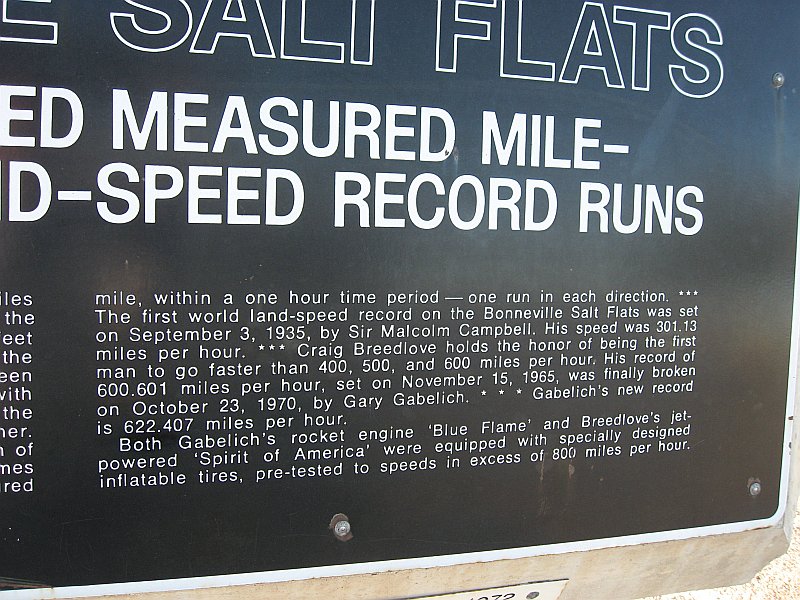 E SALT FLATS
ED MEASURED MILE-
ND-SPEED RECORD RUNS
iles
the
feet
the
een
with
the
her.
n of
mes
ured
mile, within a one hour time period — one run in each direction. ***
The first world land-speed record on the Bonneville Salt Flats was set
on September 3, 1935, by Sir Malcolm Campbell. His speed was 301.13
miles per hour. *** Craig Breedlove holds the honor of being the first
man to go faster than 400, 500, and 600 miles per hour. His record of
600.601 miles per hour, set on November 15, 1965, was finally broken
on October 23, 1970, by Gary Gabelich. * * * Gabelich's new record
is 622.407 miles per hour.
Both Gabelich's rocket engine 'Blue Flame' and Breedlove's jet-
powered 'Spirit of America' were equipped with specially designed
inflatable tires, pre-tested to speeds in excess of 800 miles per hour.